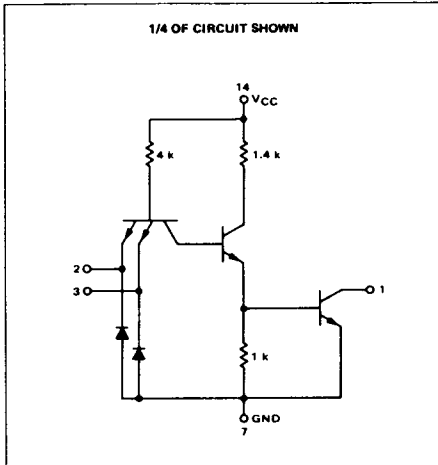 1/4 OF CIRCUIT SHOWN
14
VCC
4 k
1.4 k
2
3
1
1 k
GND
7